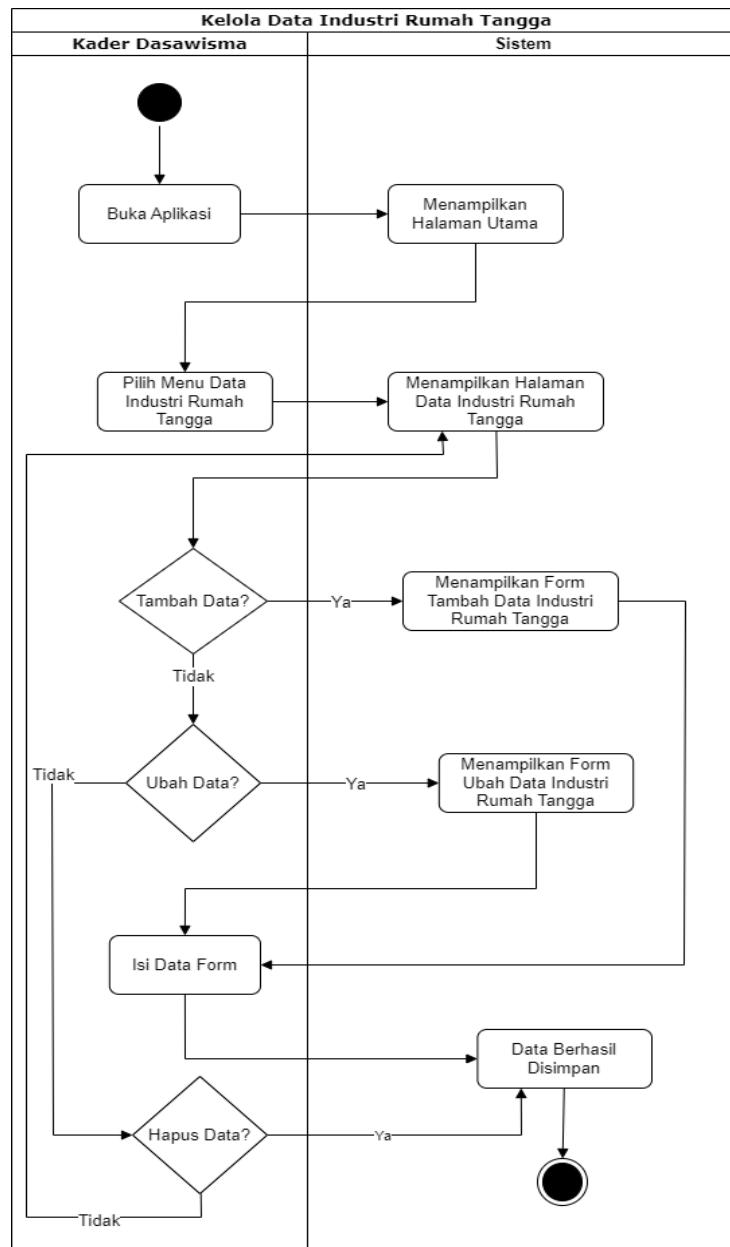 Kelola Data Industri Rumah Tangga
Kader Dasawisma
Sistem
Buka Aplikasi
Menampilkan
Halaman Utama
Pilih Menu Data
Industri Rumah
Tangga
Menampilkan Halaman
Data Industri Rumah
Tangga
Tambah Data?
Ya
Menampilkan Form
Tambah Data Industri
Rumah Tangga
Tidak
Tidak
Ubah Data?
Ya
Menampilkan Form
Ubah Data Industri
Rumah Tangga
Isi Data Form
Data Berhasil
Disimpan
Hapus Data?
Ya
Tidak